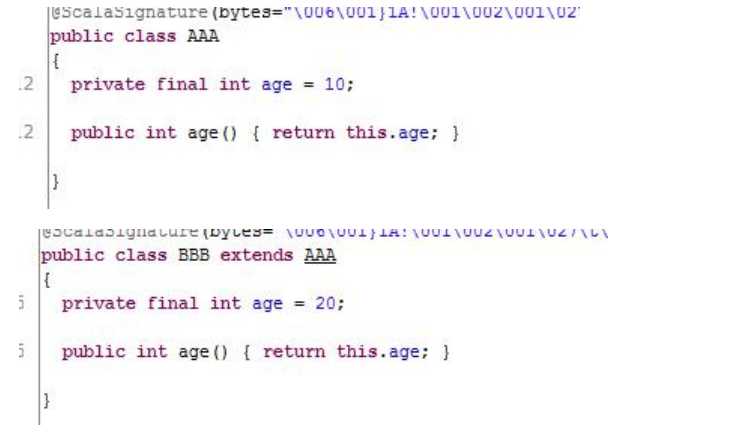 @ScalaSignature(bytes="\006\001}1A!\001\002\001\02
public class AAA
{
.2 private final int age = 10;
.2 public int age() { return this.age; }
}
@ScalaSignature(bytes="\006\001}1A!\001\002\001\027\t\
public class BBB extends AAA
{
5 private final int age = 20;
5 public int age() { return this.age; }
}